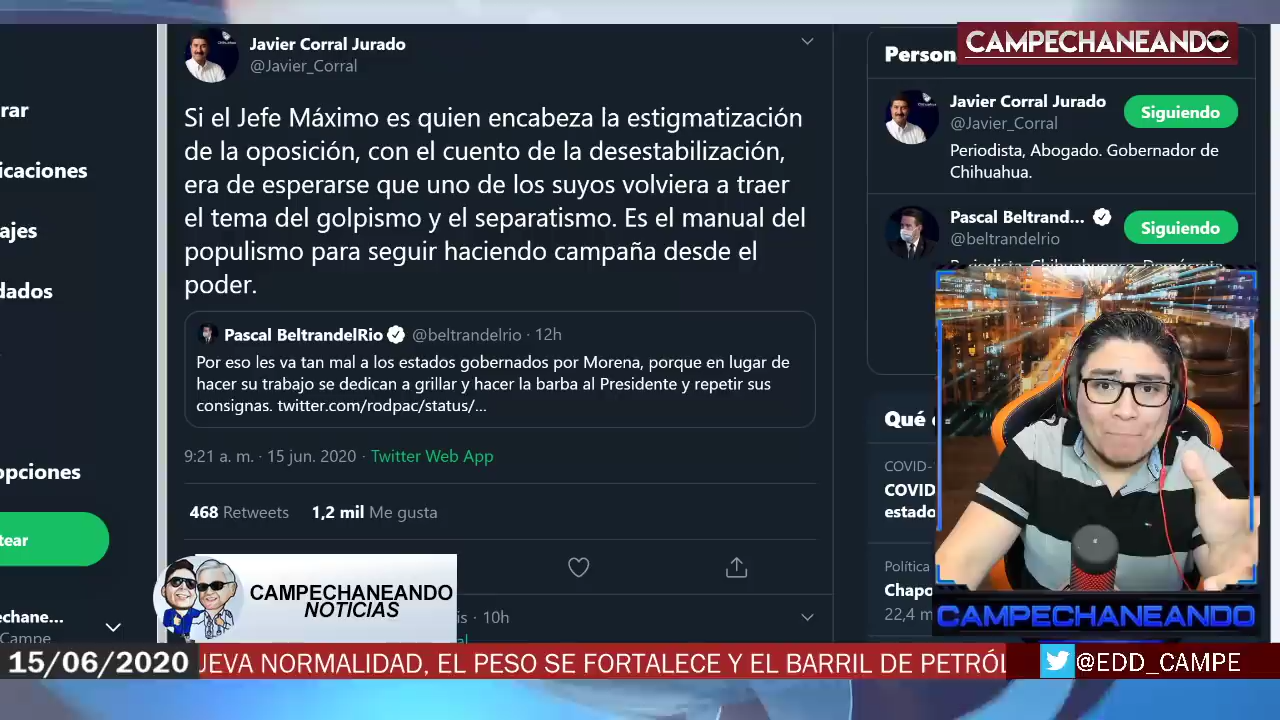 CAMPECHANEANDO
Javier Corral Jurado
@Javier_Corral
Si el Jefe Máximo es quien encabeza la estigmatización
de la oposición, con el cuento de la desestabilización,
era de esperarse que uno de los suyos volviera a traer
el tema del golpismo y el separatismo. Es el manual del
populismo para seguir haciendo campaña desde el
poder.
Pascal BeltrandelRio @beltrandelrio · 12h
Por eso les va tan mal a los estados gobernados por Morena, porque en lugar de
hacer su trabajo se dedican a grillar y hacer la barba al Presidente y repetir sus
consignas. twitter.com/rodpac/status/...
9:21 a. m. · 15 jun. 2020 · Twitter Web App
468 Retweets 1,2 mil Me gusta
is · 10h
rar
icaciones
ajes
dados
opciones
tear
echane...
Campe
Person
Javier Corral Jurado
@Javier_Corral
Siguiendo
Periodista, Abogado. Gobernador de
Chihuahua.
Pascal Beltrand...
@beltrandelrio
Siguiendo
Qué
COVID-
COVID
estado
Política
Chapo
22,4 m
CAMPECHANEANDO
CAMPECHANEANDO
NOTICIAS
15/06/2020
UEVA NORMALIDAD, EL PESO SE FORTALECE Y EL BARRIL DE PETRÓL
@EDD_CAMPE